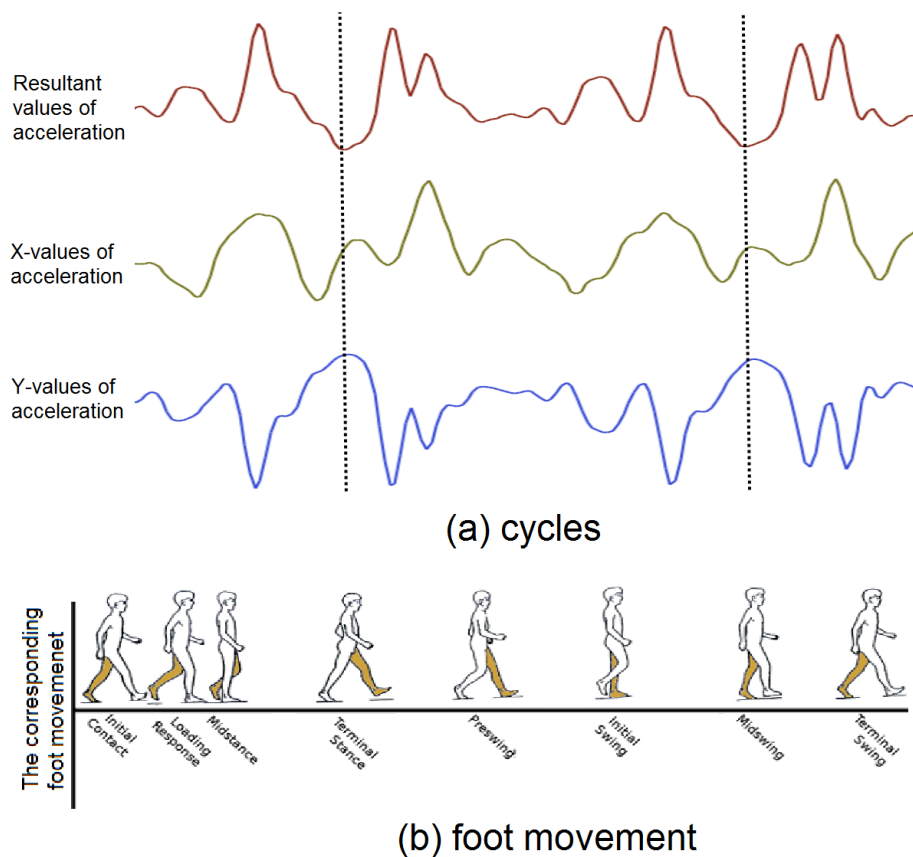 Resultant
values of
acceleration
X-values of
acceleration
Y-values of
acceleration
(a) cycles
The corresponding
foot movemenet
Initial
Contact
Loading
Response
Midstance
Terminal
Stance
Preswing
Initial
Swing
Midswing
Terminal
Swing
(b) foot movement